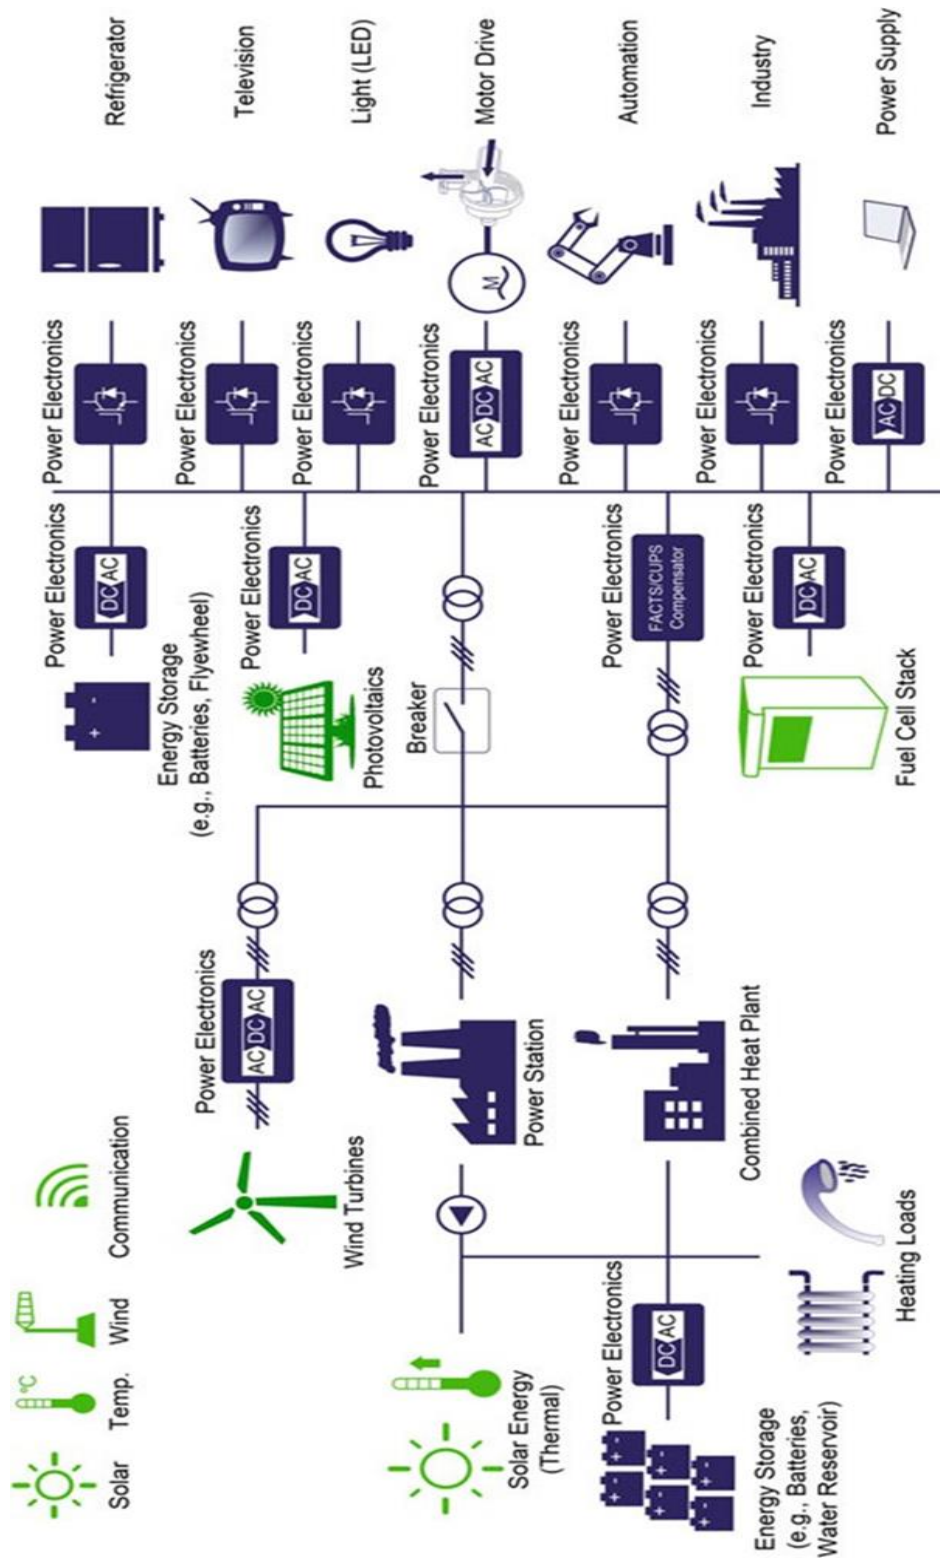 °C
Solar
Temp.
Wind
Communication
Power Electronics
DC AC
Energy Storage
(e.g., Batteries, Flywheel)
Power Electronics
Refrigerator
Power Electronics
AC DC AC
Wind Turbines
Power Electronics
DC AC
Photovoltaics
Power Electronics
Television
Power Electronics
Light (LED)
Solar Energy
(Thermal)
Power Station
Breaker
Power Electronics
AC DC AC
M
Motor Drive
Power Electronics
DC AC
+ -
Energy Storage
(e.g., Batteries,
Water Reservoir)
Combined Heat Plant
Heating Loads
Power Electronics
FACTS/CUPS
Compensator
Power Electronics
Automation
Power Electronics
DC AC
Fuel Cell Stack
Power Electronics
Industry
Power Electronics
AC DC
Power Supply